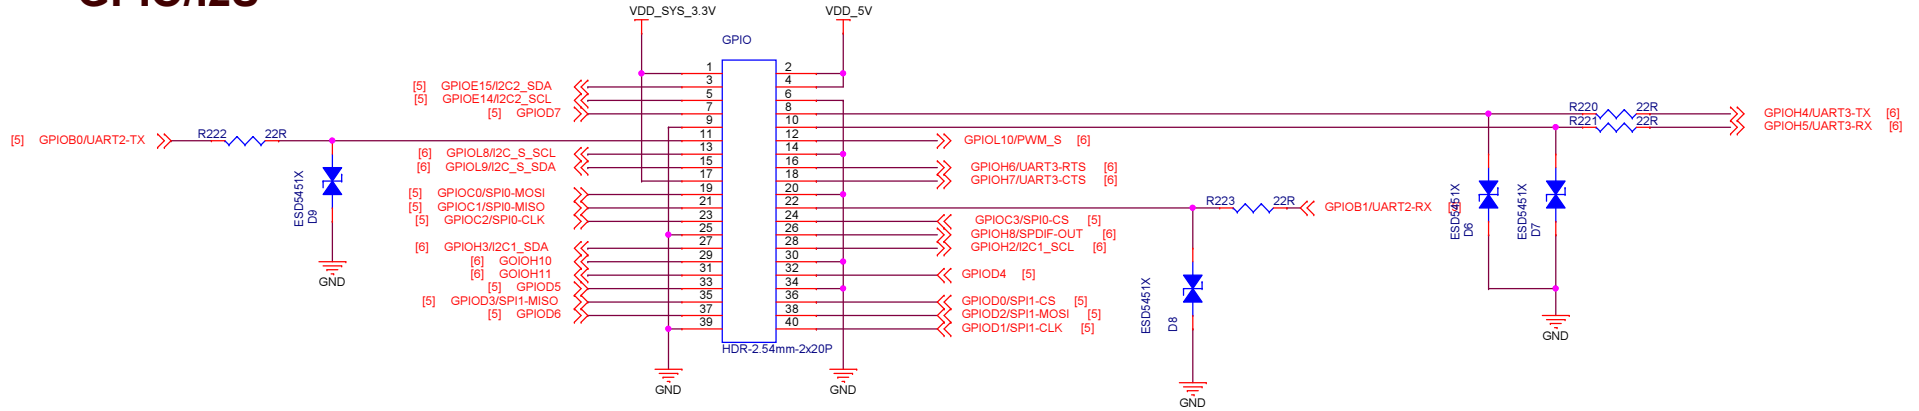 GPIO/I2C
VDD_SYS_3.3V VDD_5V
GPIO
1 2
3 4
5 6
7 8
9 10
11 12
13 14
15 16
17 18
19 20
21 22
23 24
25 26
27 28
29 30
31 32
33 34
35 36
37 38
39 40
HDR-2.54mm-2x20P
[5] GPIOE15/I2C2_SDA
[5] GPIOE14/I2C2_SCL
[5] GPIOD7
[5] GPIOB0/UART2-TX R222 22R
[6] GPIOL8/I2C_S_SCL
[6] GPIOL9/I2C_S_SDA
[5] GPIOC0/SPI0-MOSI
[5] GPIOC1/SPI0-MISO
[5] GPIOC2/SPI0-CLK
[6] GPIOH3/I2C1_SDA
[6] GOIOH10
[6] GOIOH11
[5] GPIOD5
[5] GPIOD3/SPI1-MISO
[5] GPIOD6
ESD5451X
D9
GND
GND
GND
R220 22R GPIOH4/UART3-TX [6]
R221 22R GPIOH5/UART3-RX [6]
GPIOL10/PWM_S [6]
GPIOH6/UART3-RTS [6]
GPIOH7/UART3-CTS [6]
R223 22R GPIOB1/UART2-RX
GPIOC3/SPI0-CS [5]
GPIOH8/SPDIF-OUT [6]
GPIOH2/I2C1_SCL [6]
GPIOD4 [5]
GPIOD0/SPI1-CS [5]
GPIOD2/SPI1-MOSI [5]
GPIOD1/SPI1-CLK [5]
ESD5451X
D8
GND
ESD5451X
D6
ESD5451X
D7
GND